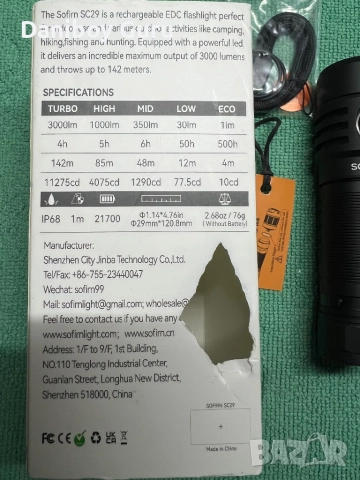 The Sofirn SC29 is a rechargeable EDC flashlight perfect
activities like camping,
hiking,fishing and hunting. Equipped with a powerful led
it delivers an incredible maximum output of 3000 lumens
and throws up to 142 meters.
SPECIFICATIONS
TURBO HIGH MID LOW ECO
3000lm 1000lm 350lm 30lm 1lm
4h 5h 6h 50h 500h
142m 85m 48m 12m 4m
11275cd 4075cd 1290cd 77.5cd 10cd
IP68 1m 21700 Φ1.14*4.76in Φ29mm*120.8mm 2.68oz / 76g (Without Battery)
Manufacturer:
Shenzhen City Jinba Technology Co.,Ltd.
Tel/Fax: +86-755-23440047
Wechat: sofirn99
Mail: sofirnlight@gmail.com; wholesale@
Feel free to contact us by
www.sofirnlight.com; www.sofirn.cn
Address: 1/F to 9/F, 1st Building,
NO.110 Tenglong Industrial Center,
Guanlan Street, Longhua New District,
Shenzhen 518000, China
SOFIRN SC29
+
Made in China
CE
SO
BAZAR